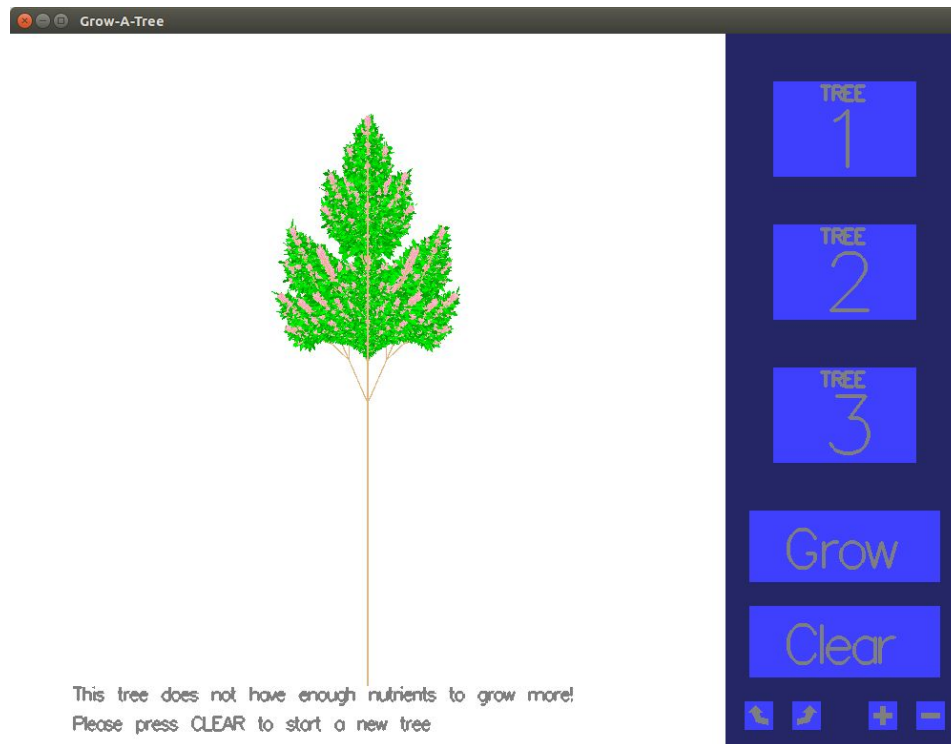 Grow-A-Tree
TREE
1
TREE
2
TREE
3
Grow
Clear
This tree does not have enough nutrients to grow more!
Please press CLEAR to start a new tree